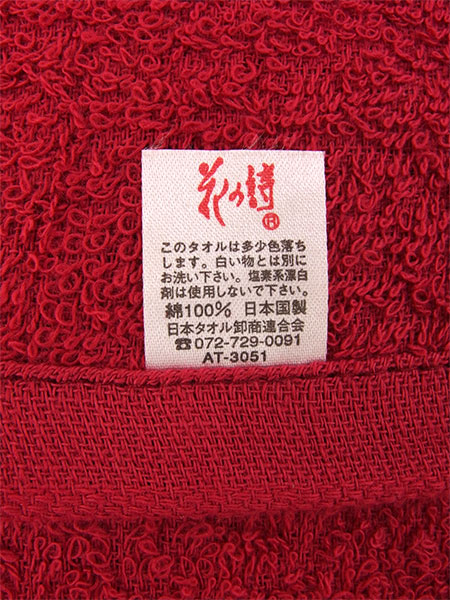 花の詩
®
このタオルは多少色落ち
します。白い物とは別に
お洗い下さい。塩素系漂白
剤は使用しないで下さい。
綿100% 日本国製
日本タオル卸商連合会
☎072-729-0091
AT-3051